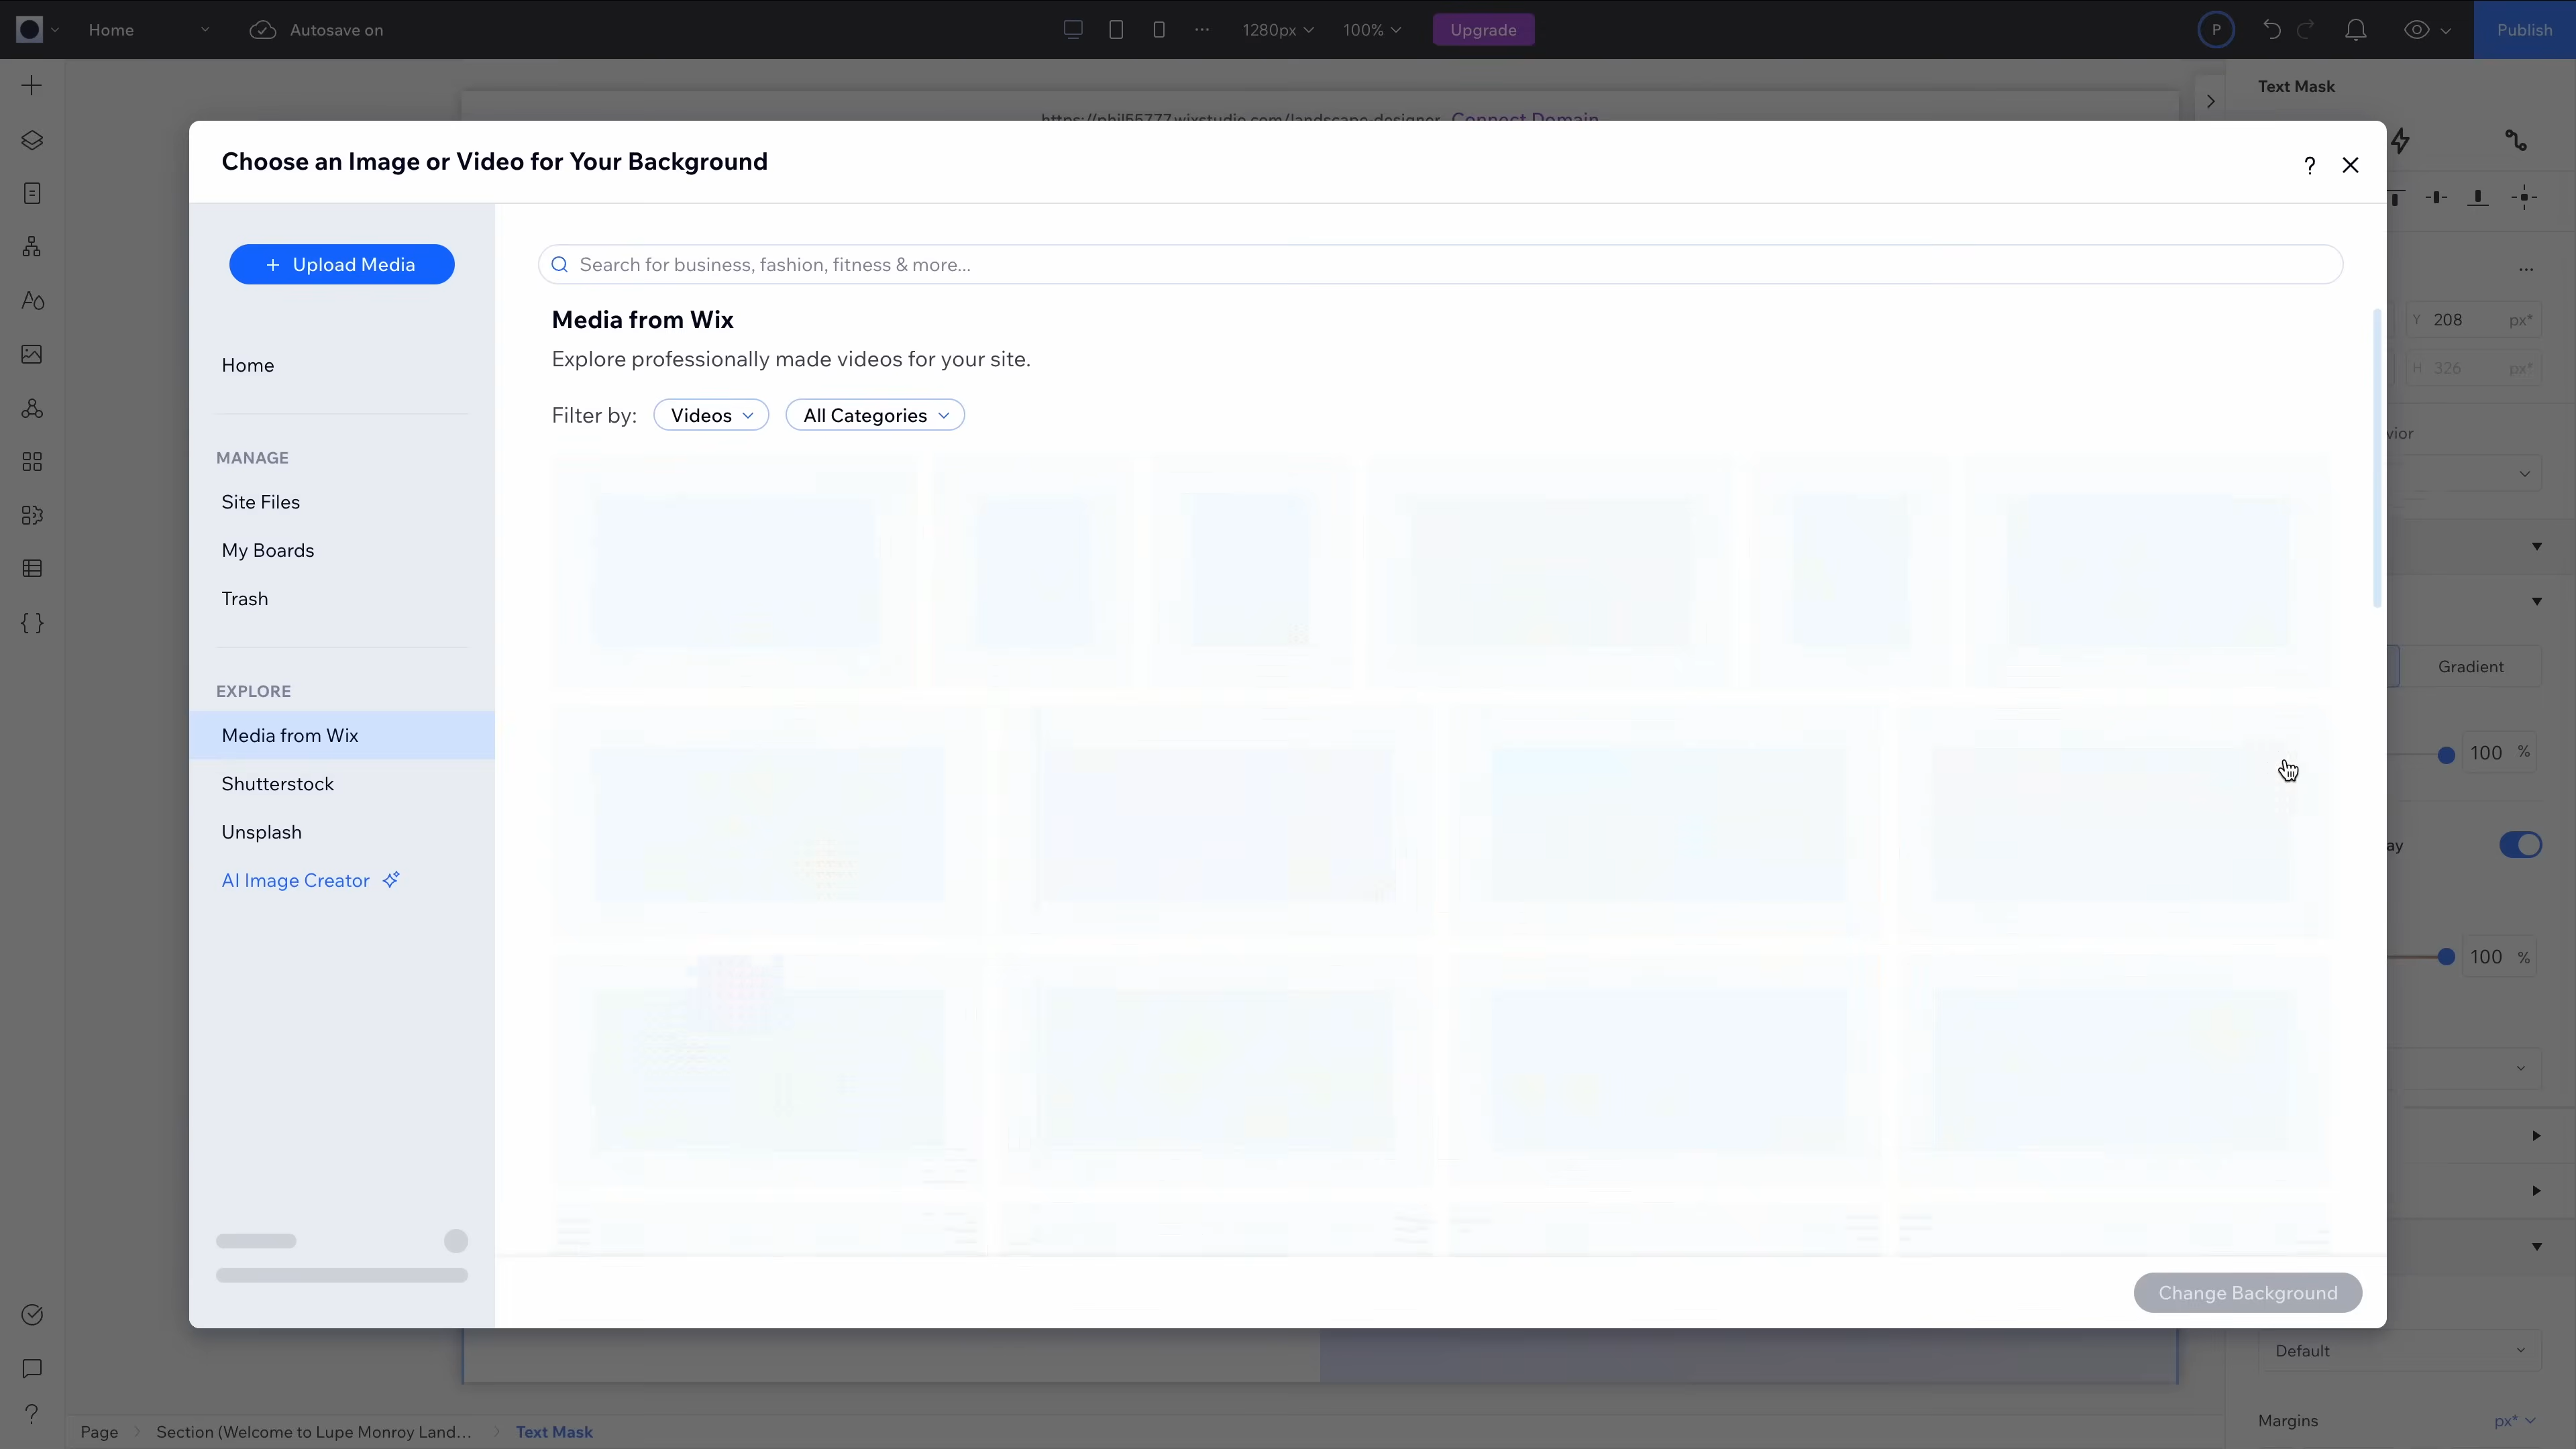 Home
Autosave on
1280px
100%
Upgrade
P
Publish
Text Mask
Choose an Image or Video for Your Background
?
+ Upload Media
Search for business, fashion, fitness & more...
Home
Media from Wix
Explore professionally made videos for your site.
Filter by: Videos All Categories
MANAGE
Site Files
My Boards
Trash
EXPLORE
Media from Wix
Shutterstock
Unsplash
AI Image Creator
Change Background
Y 208 px*
H 326 px*
vior
Gradient
100 %
ay
100 %
Default
Margins px*
Page Section (Welcome to Lupe Monroy Land... Text Mask